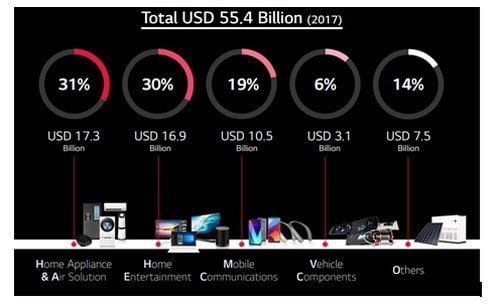 Total USD 55.4 Billion (2017)
31%
30%
19%
6%
14%
USD 17.3
Billion
USD 16.9
Billion
USD 10.5
Billion
USD 3.1
Billion
USD 7.5
Billion
Home Appliance
& Air Solution
Home
Entertainment
Mobile
Communications
Vehicle
Components
Others